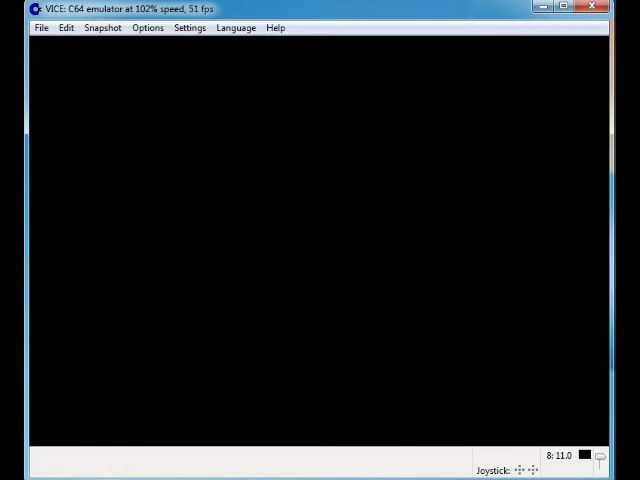 VICE: C64 emulator at 102% speed, 51 fps
File Edit Snapshot Options Settings Language Help
8: 11.0
Joystick: